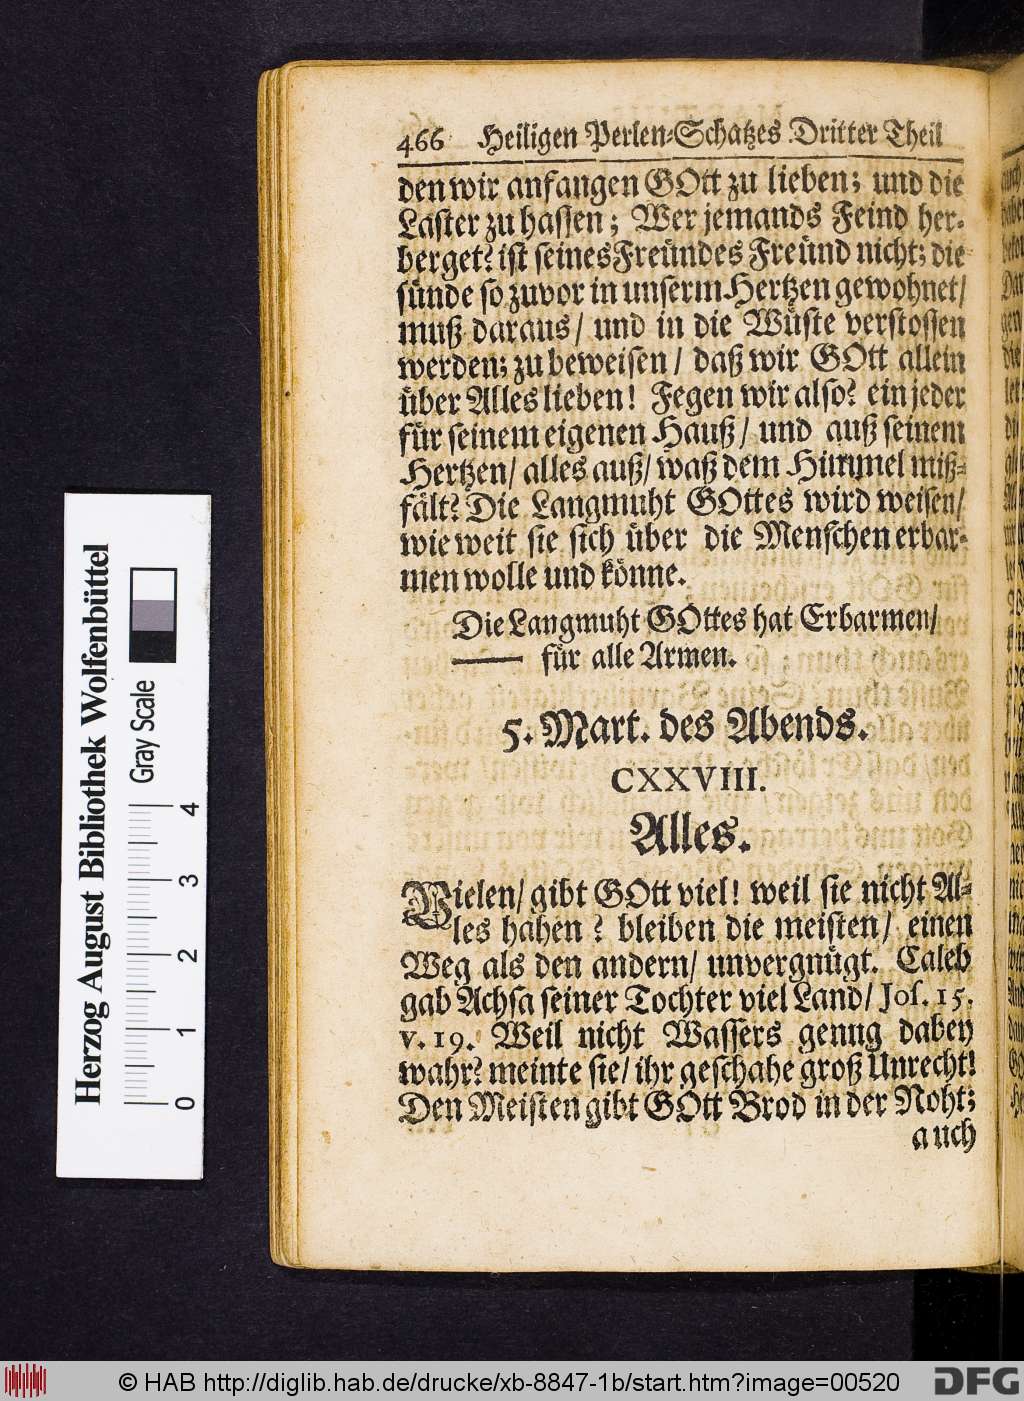 466 Heiligen Perlen-Schatzes Dritter Theil
den wir anfangen GOtt zu lieben; und die
Laster zu hassen; Wer jemands Feind her-
berget? ist seines Freündes Freünd nicht; die
sünde so zuvor in unserm Hertzen gewohnet/
muß daraus/ und in die Wüste verstossen
werden; zu beweisen/ daß wir GOtt allein
über Alles lieben! Fegen wir also? ein jeder
für seinem eigenen Hauß/ und auß seinem
Hertzen/ alles auß/ waß dem Himmel miß-
fält? Die Langmuht GOttes wird weisen/
wie weit sie sich über die Menschen erbar-
men wolle und könne.
Die Langmuht GOttes hat Erbarmen/
—— für alle Armen.
5. Mart. des Abends.
CXXVIII.
Alles.
Vielen/ gibt GOtt viel! weil sie nicht Al-
les hahen? bleiben die meisten/ einen
Weg als den andern/ unvergnügt. Caleb
gab Achsa seiner Tochter viel Land/ Jos. 15.
v. 19. Weil nicht Wassers genug dabey
wahr? meinte sie/ ihr geschahe groß Unrecht!
Den Meisten gibt GOtt Brod in der Noht;
auch
Herzog August Bibliothek Wolfenbüttel
Gray Scale
0 1 2 3 4
© HAB http://diglib.hab.de/drucke/xb-8847-1b/start.htm?image=00520
DFG